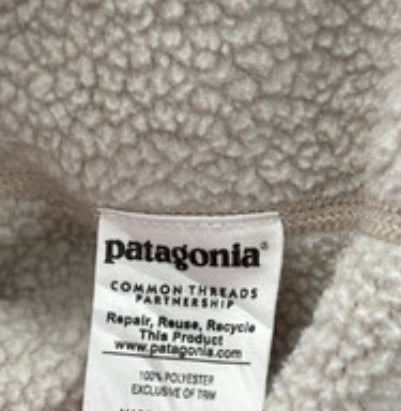 patagonia®
COMMON THREADS
PARTNERSHIP
Repair, Reuse, Recycle
This Product
www.patagonia.com
100% POLYESTER
EXCLUSIVE OF TRIM